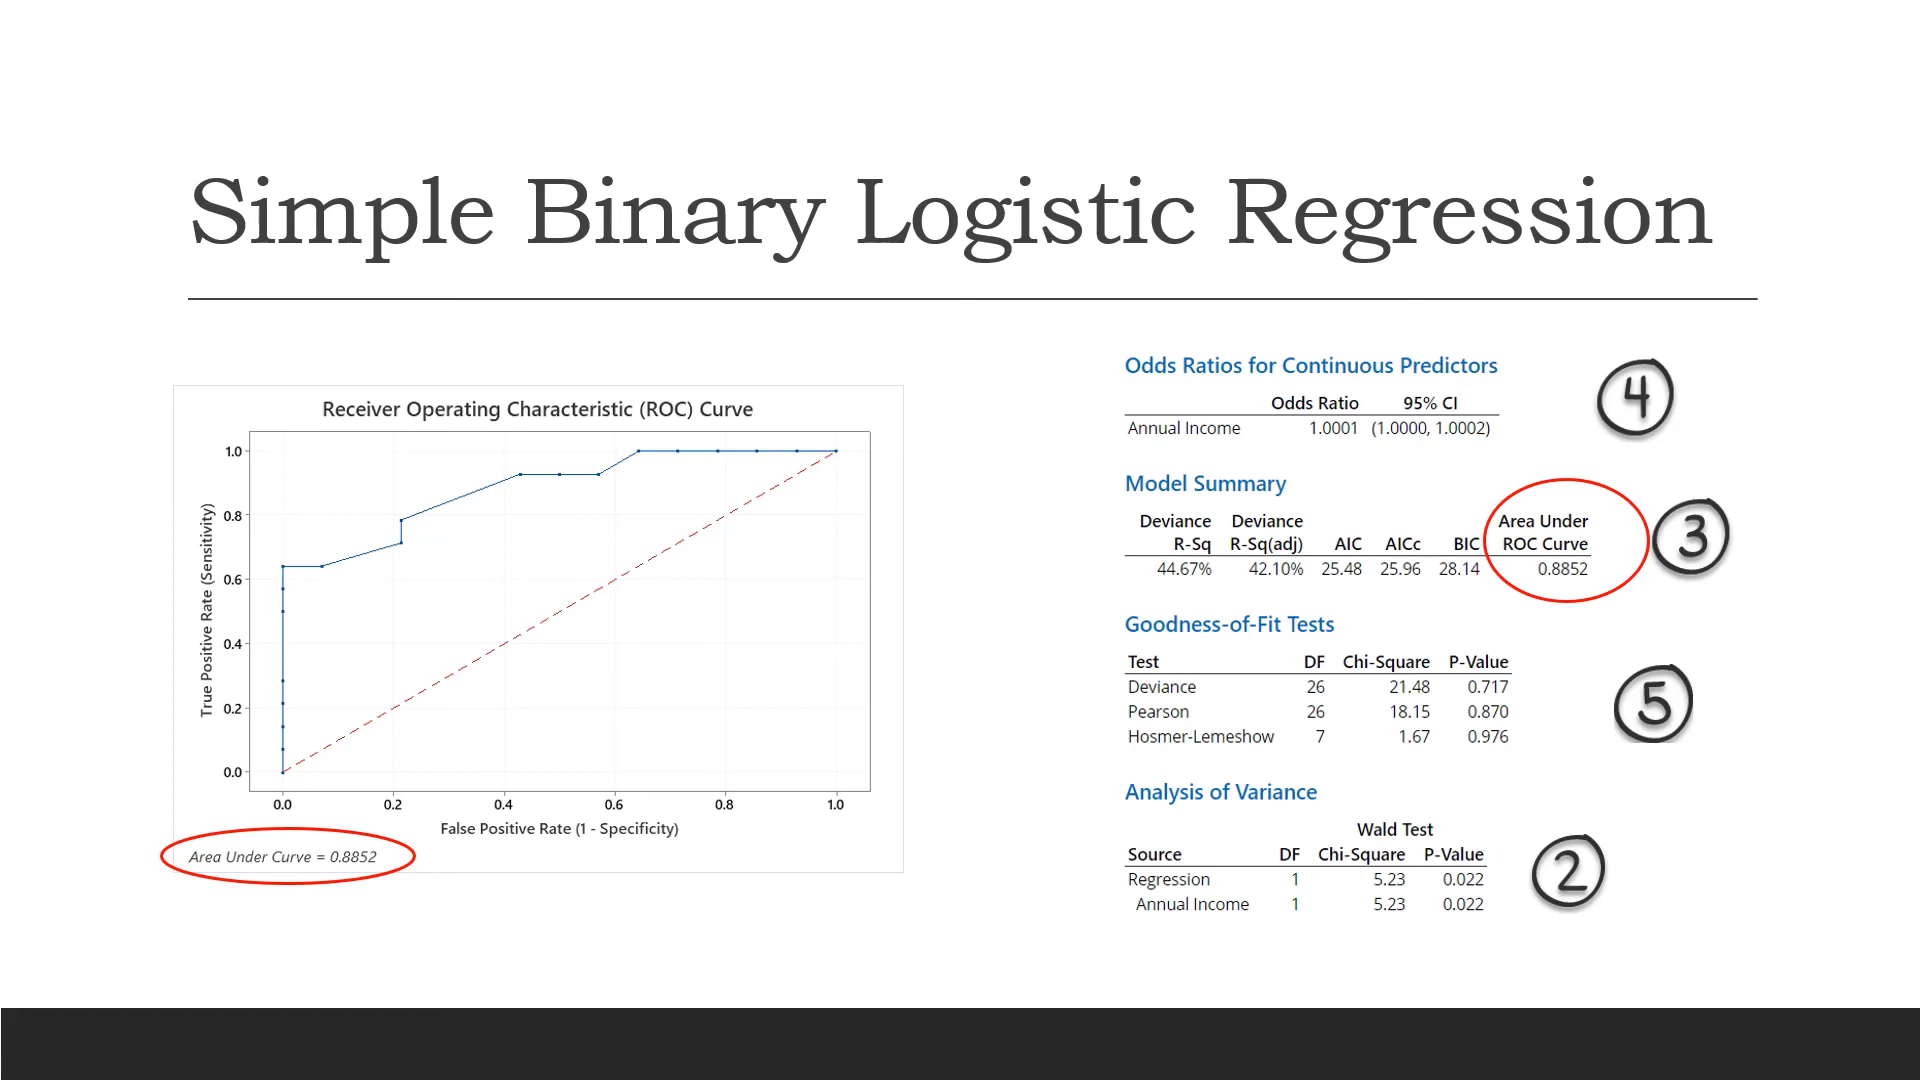 Simple Binary Logistic Regression
Receiver Operating Characteristic (ROC) Curve
True Positive Rate (Sensitivity)
1.0
0.8
0.6
0.4
0.2
0.0
0.0 0.2 0.4 0.6 0.8 1.0
False Positive Rate (1 - Specificity)
Area Under Curve = 0.8852
Odds Ratios for Continuous Predictors
Odds Ratio 95% CI
Annual Income 1.0001 (1.0000, 1.0002)
4
Model Summary
Deviance Deviance Area Under
R-Sq R-Sq(adj) AIC AICc BIC ROC Curve
44.67% 42.10% 25.48 25.96 28.14 0.8852
3
Goodness-of-Fit Tests
Test DF Chi-Square P-Value
Deviance 26 21.48 0.717
Pearson 26 18.15 0.870
Hosmer-Lemeshow 7 1.67 0.976
5
Analysis of Variance
Wald Test
Source DF Chi-Square P-Value
Regression 1 5.23 0.022
Annual Income 1 5.23 0.022
2